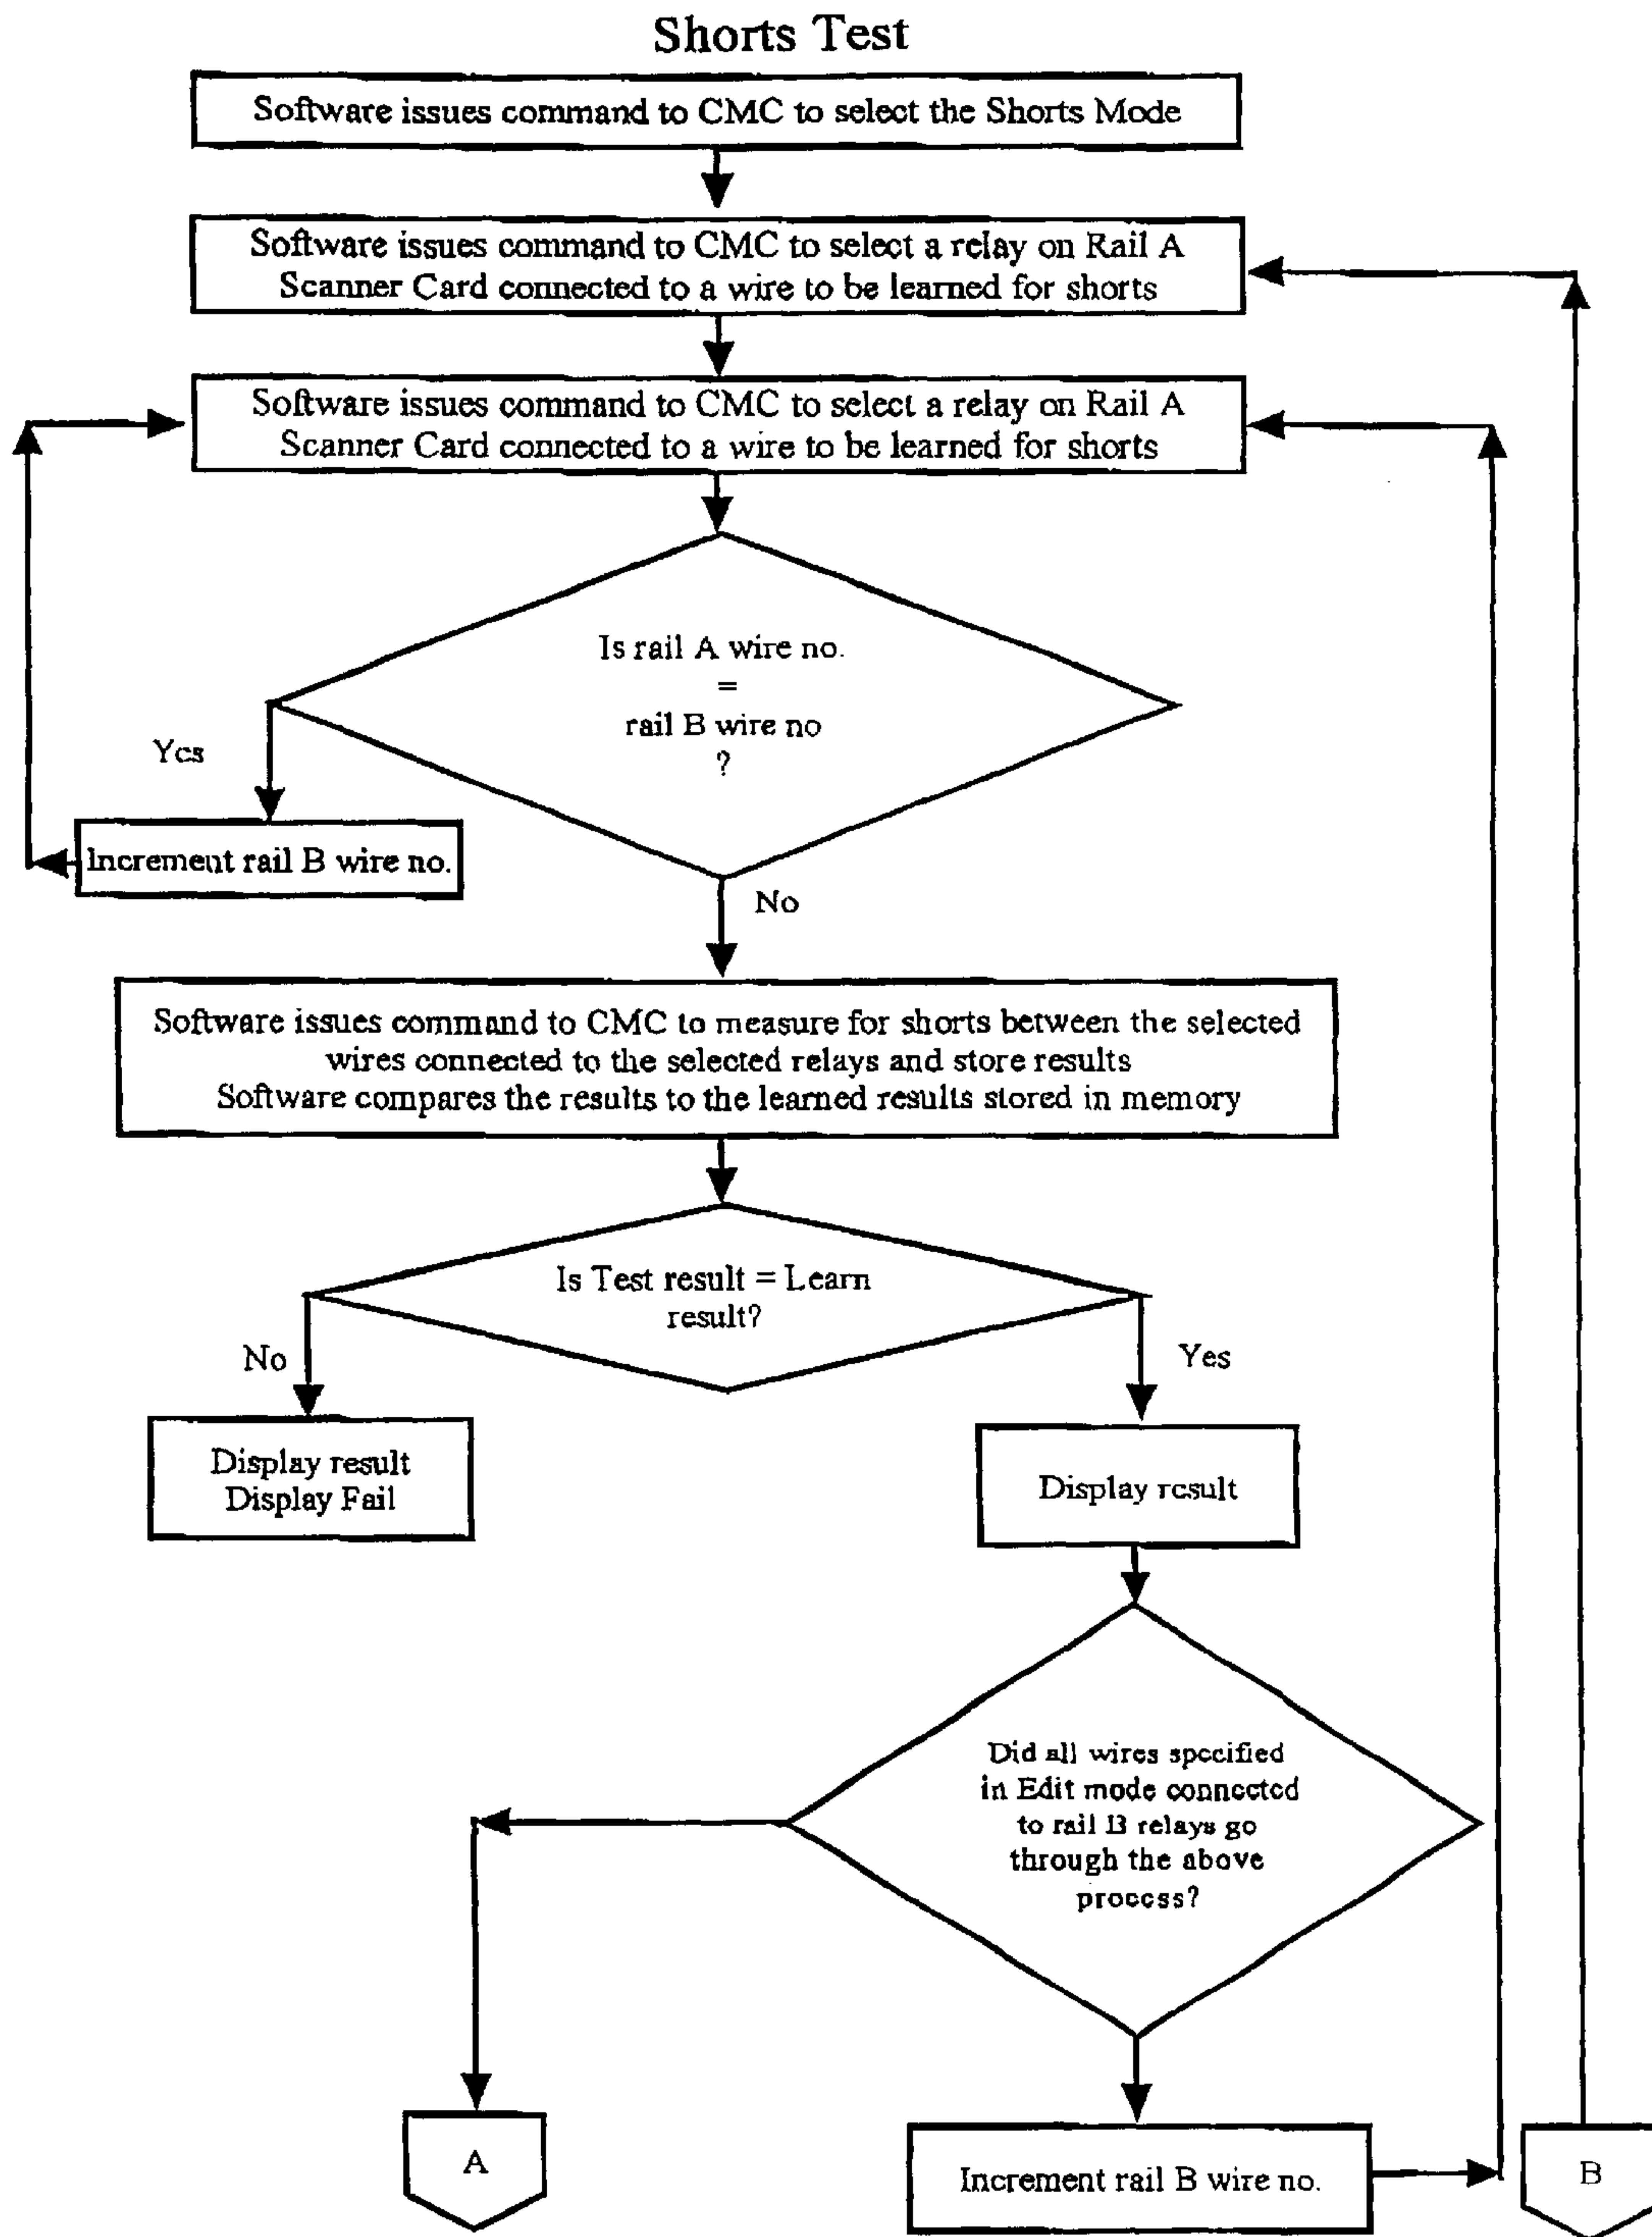 Shorts Test
Software issues command to CMC to select the Shorts Mode
Software issues command to CMC to select a relay on Rail A
Scanner Card connected to a wire to be learned for shorts
Software issues command to CMC to select a relay on Rail A
Scanner Card connected to a wire to be learned for shorts
Is rail A wire no.
=
rail B wire no
?
Yes
Increment rail B wire no.
No
Software issues command to CMC to measure for shorts between the selected
wires connected to the selected relays and store results
Software compares the results to the learned results stored in memory
Is Test result = Learn
result?
No
Yes
Display result
Display Fail
Display result
Did all wires specified
in Edit mode connected
to rail B relays go
through the above
process?
A
Increment rail B wire no.
B